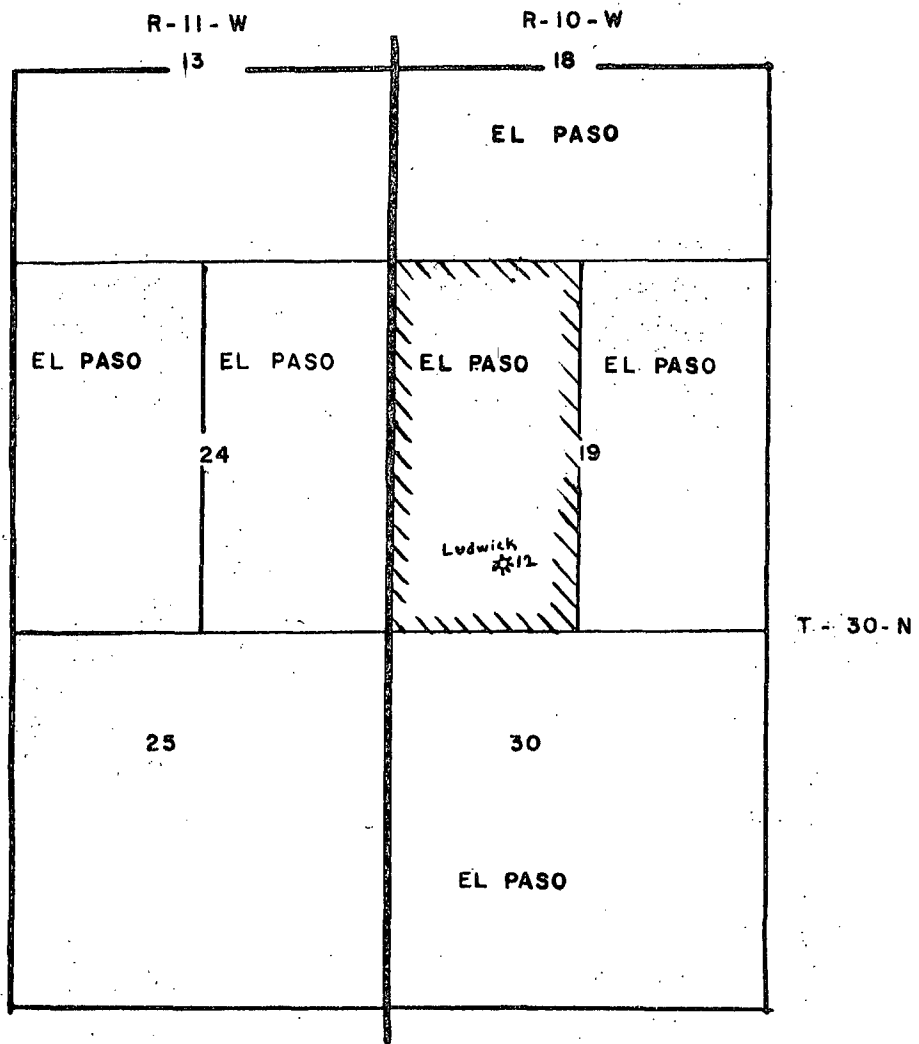 R-11-W R-10-W
13 18
EL PASO
EL PASO EL PASO EL PASO EL PASO
24 19
Ludwick
12
T-30-N
25 30
EL PASO